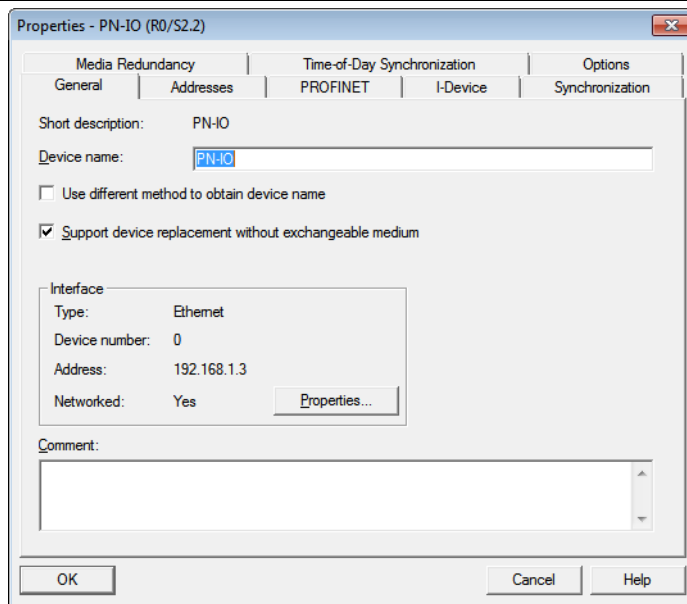 Properties - PN-IO (R0/S2.2)
Media Redundancy Time-of-Day Synchronization Options
General Addresses PROFINET I-Device Synchronization
Short description: PN-IO
Device name: PN-IO
Use different method to obtain device name
Support device replacement without exchangeable medium
Interface
Type: Ethernet
Device number: 0
Address: 192.168.1.3
Networked: Yes Properties...
Comment:
OK Cancel Help